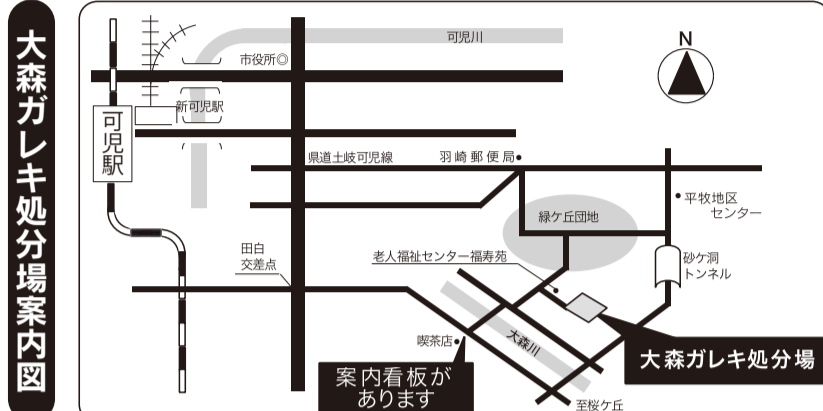 大森ガレキ処分場案内図
可児川
市役所◎
N
新可児駅
可児駅
県道土岐可児線
羽崎郵便局
平牧地区
センター
緑ケ丘団地
田白
交差点
老人福祉センター福寿苑
砂ケ洞
トンネル
喫茶店
大森川
大森ガレキ処分場
案内看板が
あります
至桜ケ丘